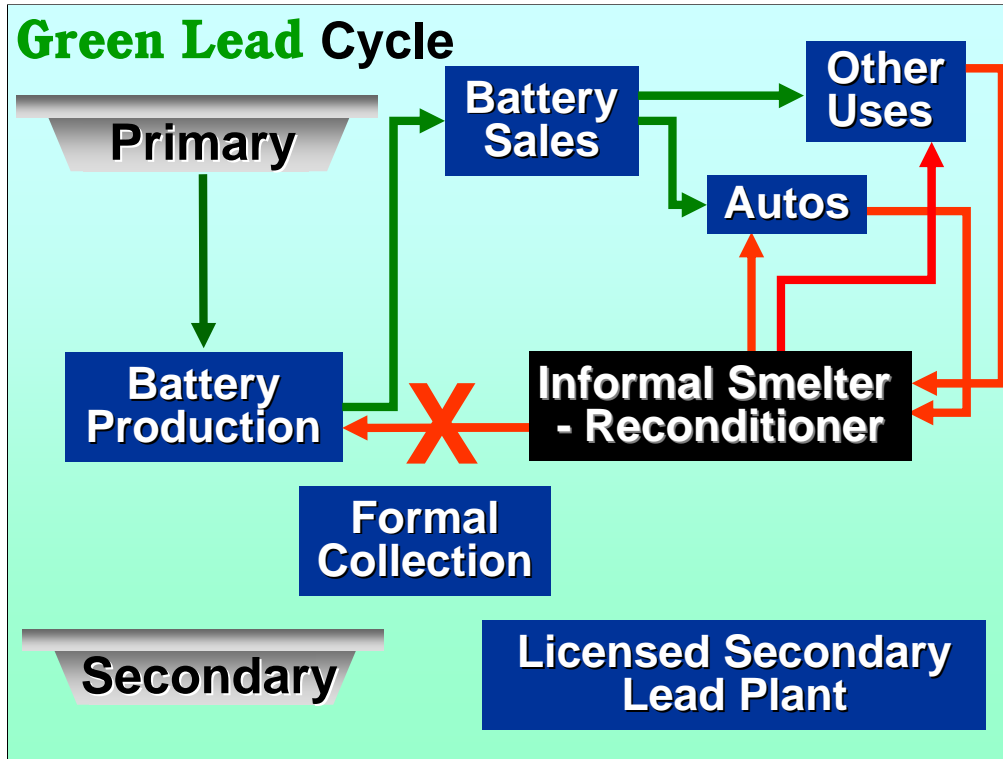 Green Lead Cycle
Primary
Battery
Sales
Other
Uses
Autos
Battery
Production
X
Informal Smelter
- Reconditioner
Formal
Collection
Secondary
Licensed Secondary
Lead Plant